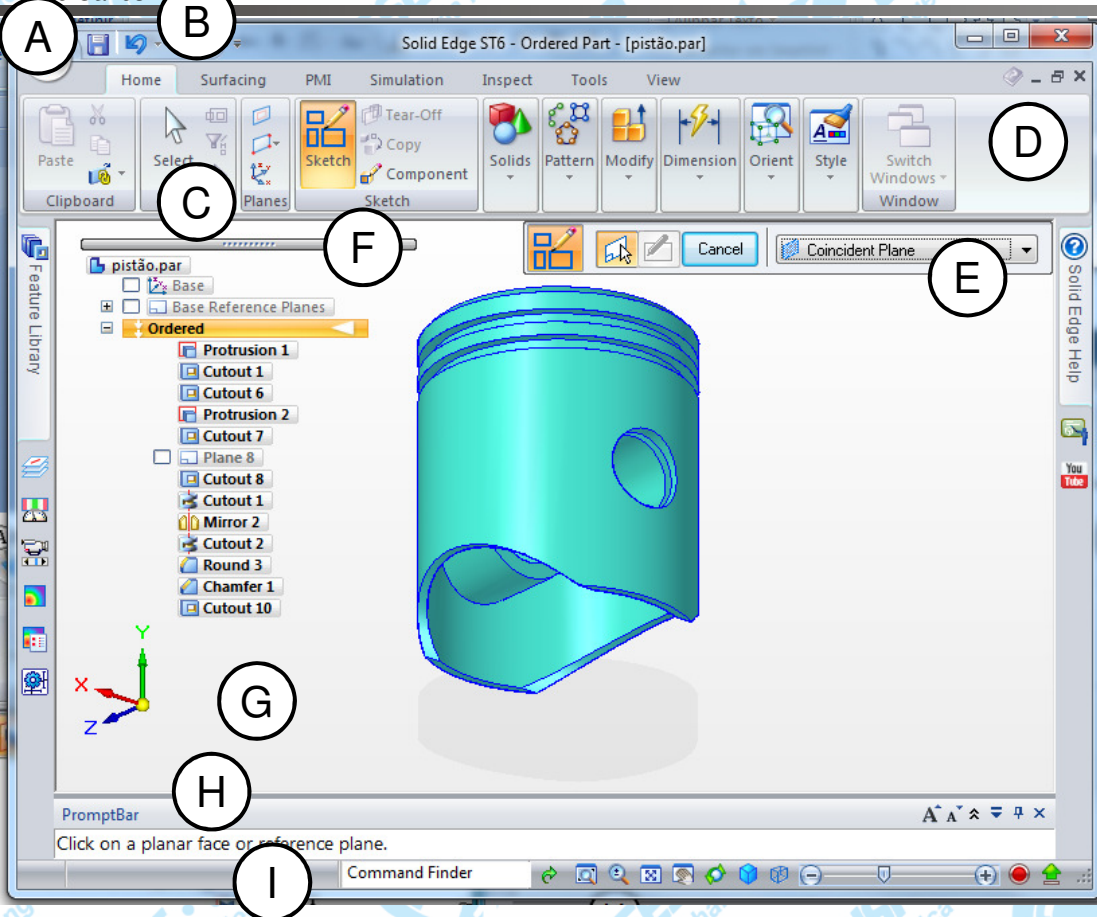 A
B
Solid Edge ST6 - Ordered Part - [pistão.par]
Home Surfacing PMI Simulation Inspect Tools View
D
Paste
Select
Sketch
Tear-Off
Copy
Component
Solids Pattern Modify Dimension Orient Style
Switch
Windows
Clipboard
C
Planes
Sketch
Window
F
Cancel
Coincident Plane
E
Feature Library
Solid Edge Help
pistão.par
Base
Base Reference Planes
Ordered
Protrusion 1
Cutout 1
Cutout 6
Protrusion 2
Cutout 7
Plane 8
Cutout 8
Cutout 1
Mirror 2
Cutout 2
Round 3
Chamfer 1
Cutout 10
You
Tube
Y
X
Z
G
H
PromptBar
A A
Click on a planar face or reference plane.
I
Command Finder